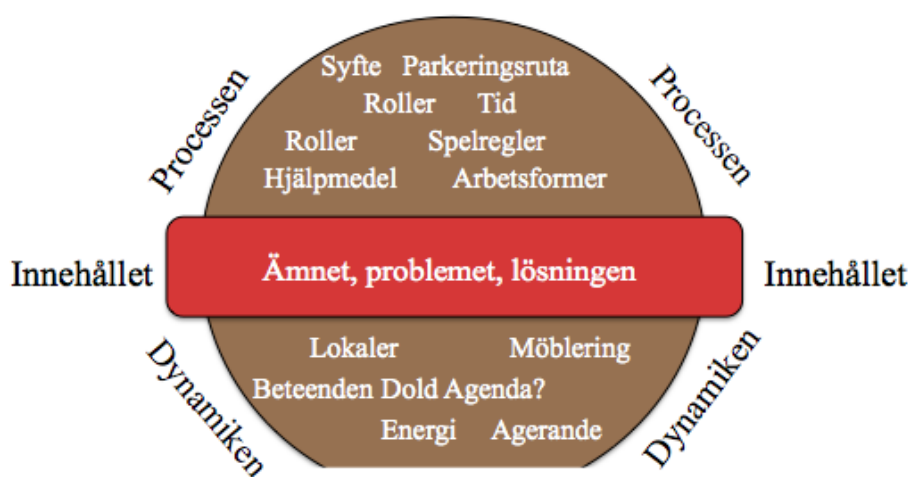 Syfte Parkeringsruta
Processen Processen
Roller Tid
Roller Spelregler
Hjälpmedel Arbetsformer
Innehållet Ämnet, problemet, lösningen Innehållet
Lokaler Möblering
Dynamiken Dynamiken
Beteenden Dold Agenda?
Energi Agerande